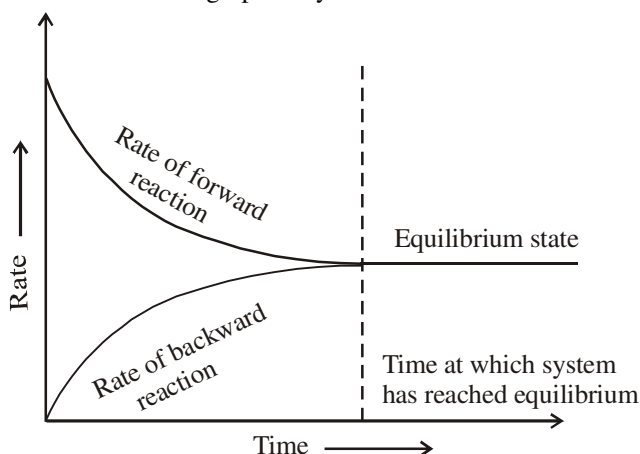 Rate of forward
reaction
Equilibrium state
Rate
Rate of backward
reaction
Time at which system
has reached equilibrium
Time